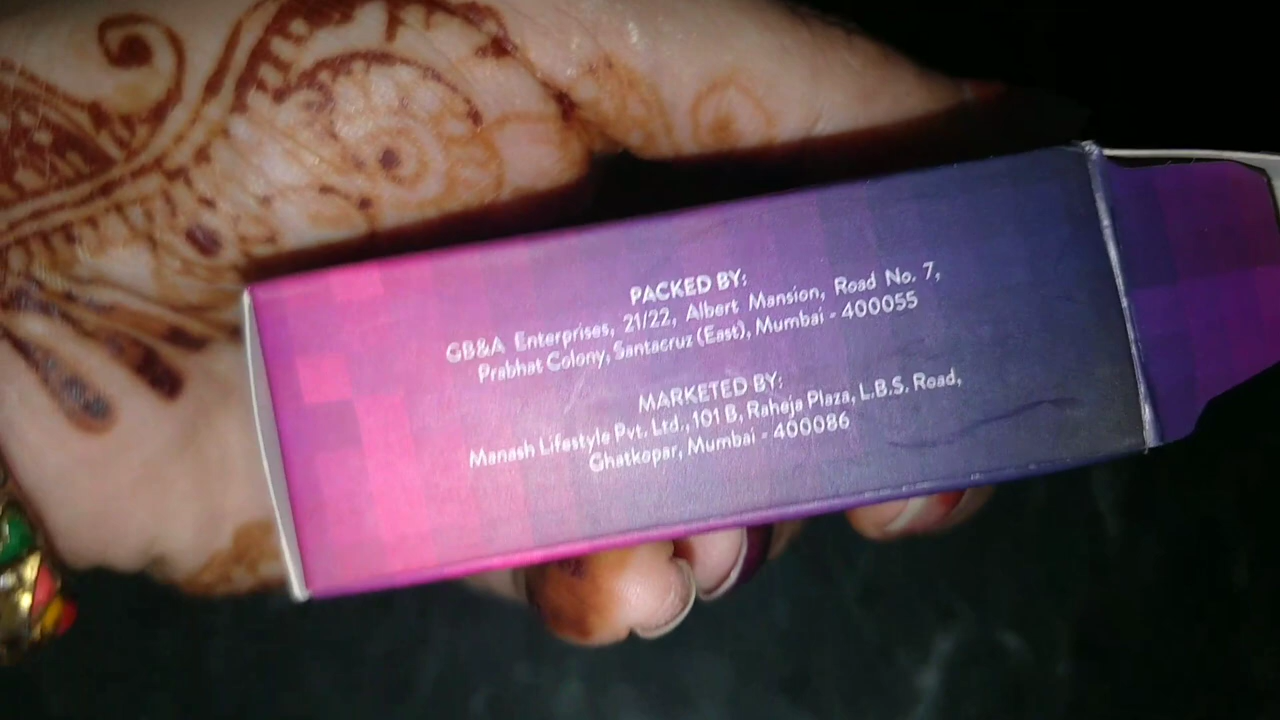 PACKED BY:
GB&A Enterprises, 21/22, Albert Mansion, Road No. 7,
Prabhat Colony, Santacruz (East), Mumbai - 400055
MARKETED BY:
Manash Lifestyle Pvt. Ltd., 101 B, Raheja Plaza, L.B.S. Road,
Ghatkopar, Mumbai - 400086